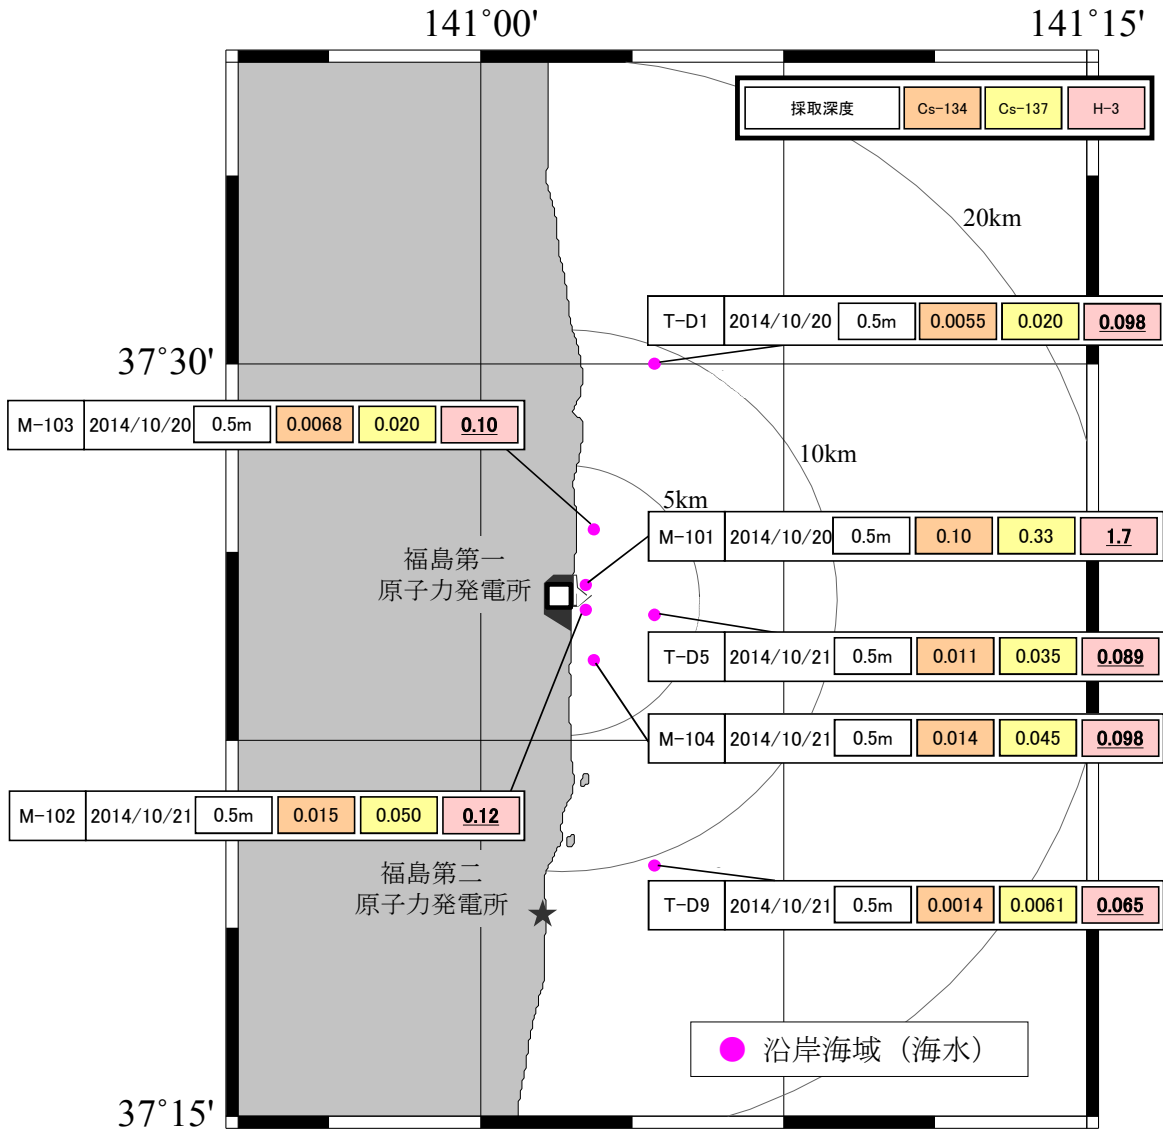 141°00'
141°15'
採取深度 Cs-134 Cs-137 H-3
20km
T-D1 2014/10/20 0.5m 0.0055 0.020 0.098
37°30'
M-103 2014/10/20 0.5m 0.0068 0.020 0.10
10km
5km
M-101 2014/10/20 0.5m 0.10 0.33 1.7
福島第一
原子力発電所
T-D5 2014/10/21 0.5m 0.011 0.035 0.089
M-104 2014/10/21 0.5m 0.014 0.045 0.098
M-102 2014/10/21 0.5m 0.015 0.050 0.12
福島第二
原子力発電所
T-D9 2014/10/21 0.5m 0.0014 0.0061 0.065
沿岸海域（海水）
37°15'